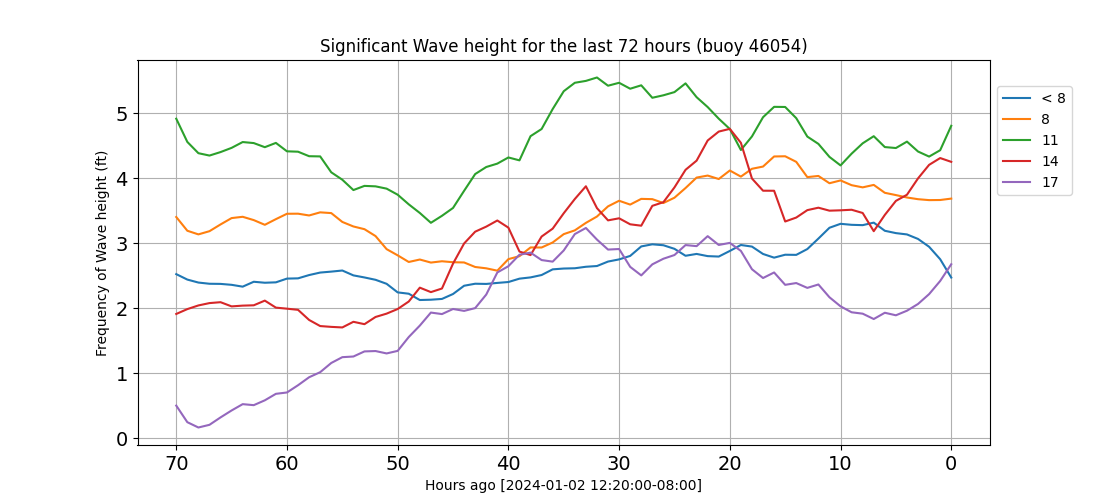 Significant Wave height for the last 72 hours (buoy 46054)
Frequency of Wave height (ft)
5
4
3
2
1
0
70 60 50 40 30 20 10 0
Hours ago [2024-01-02 12:20:00-08:00]
< 8
8
11
14
17